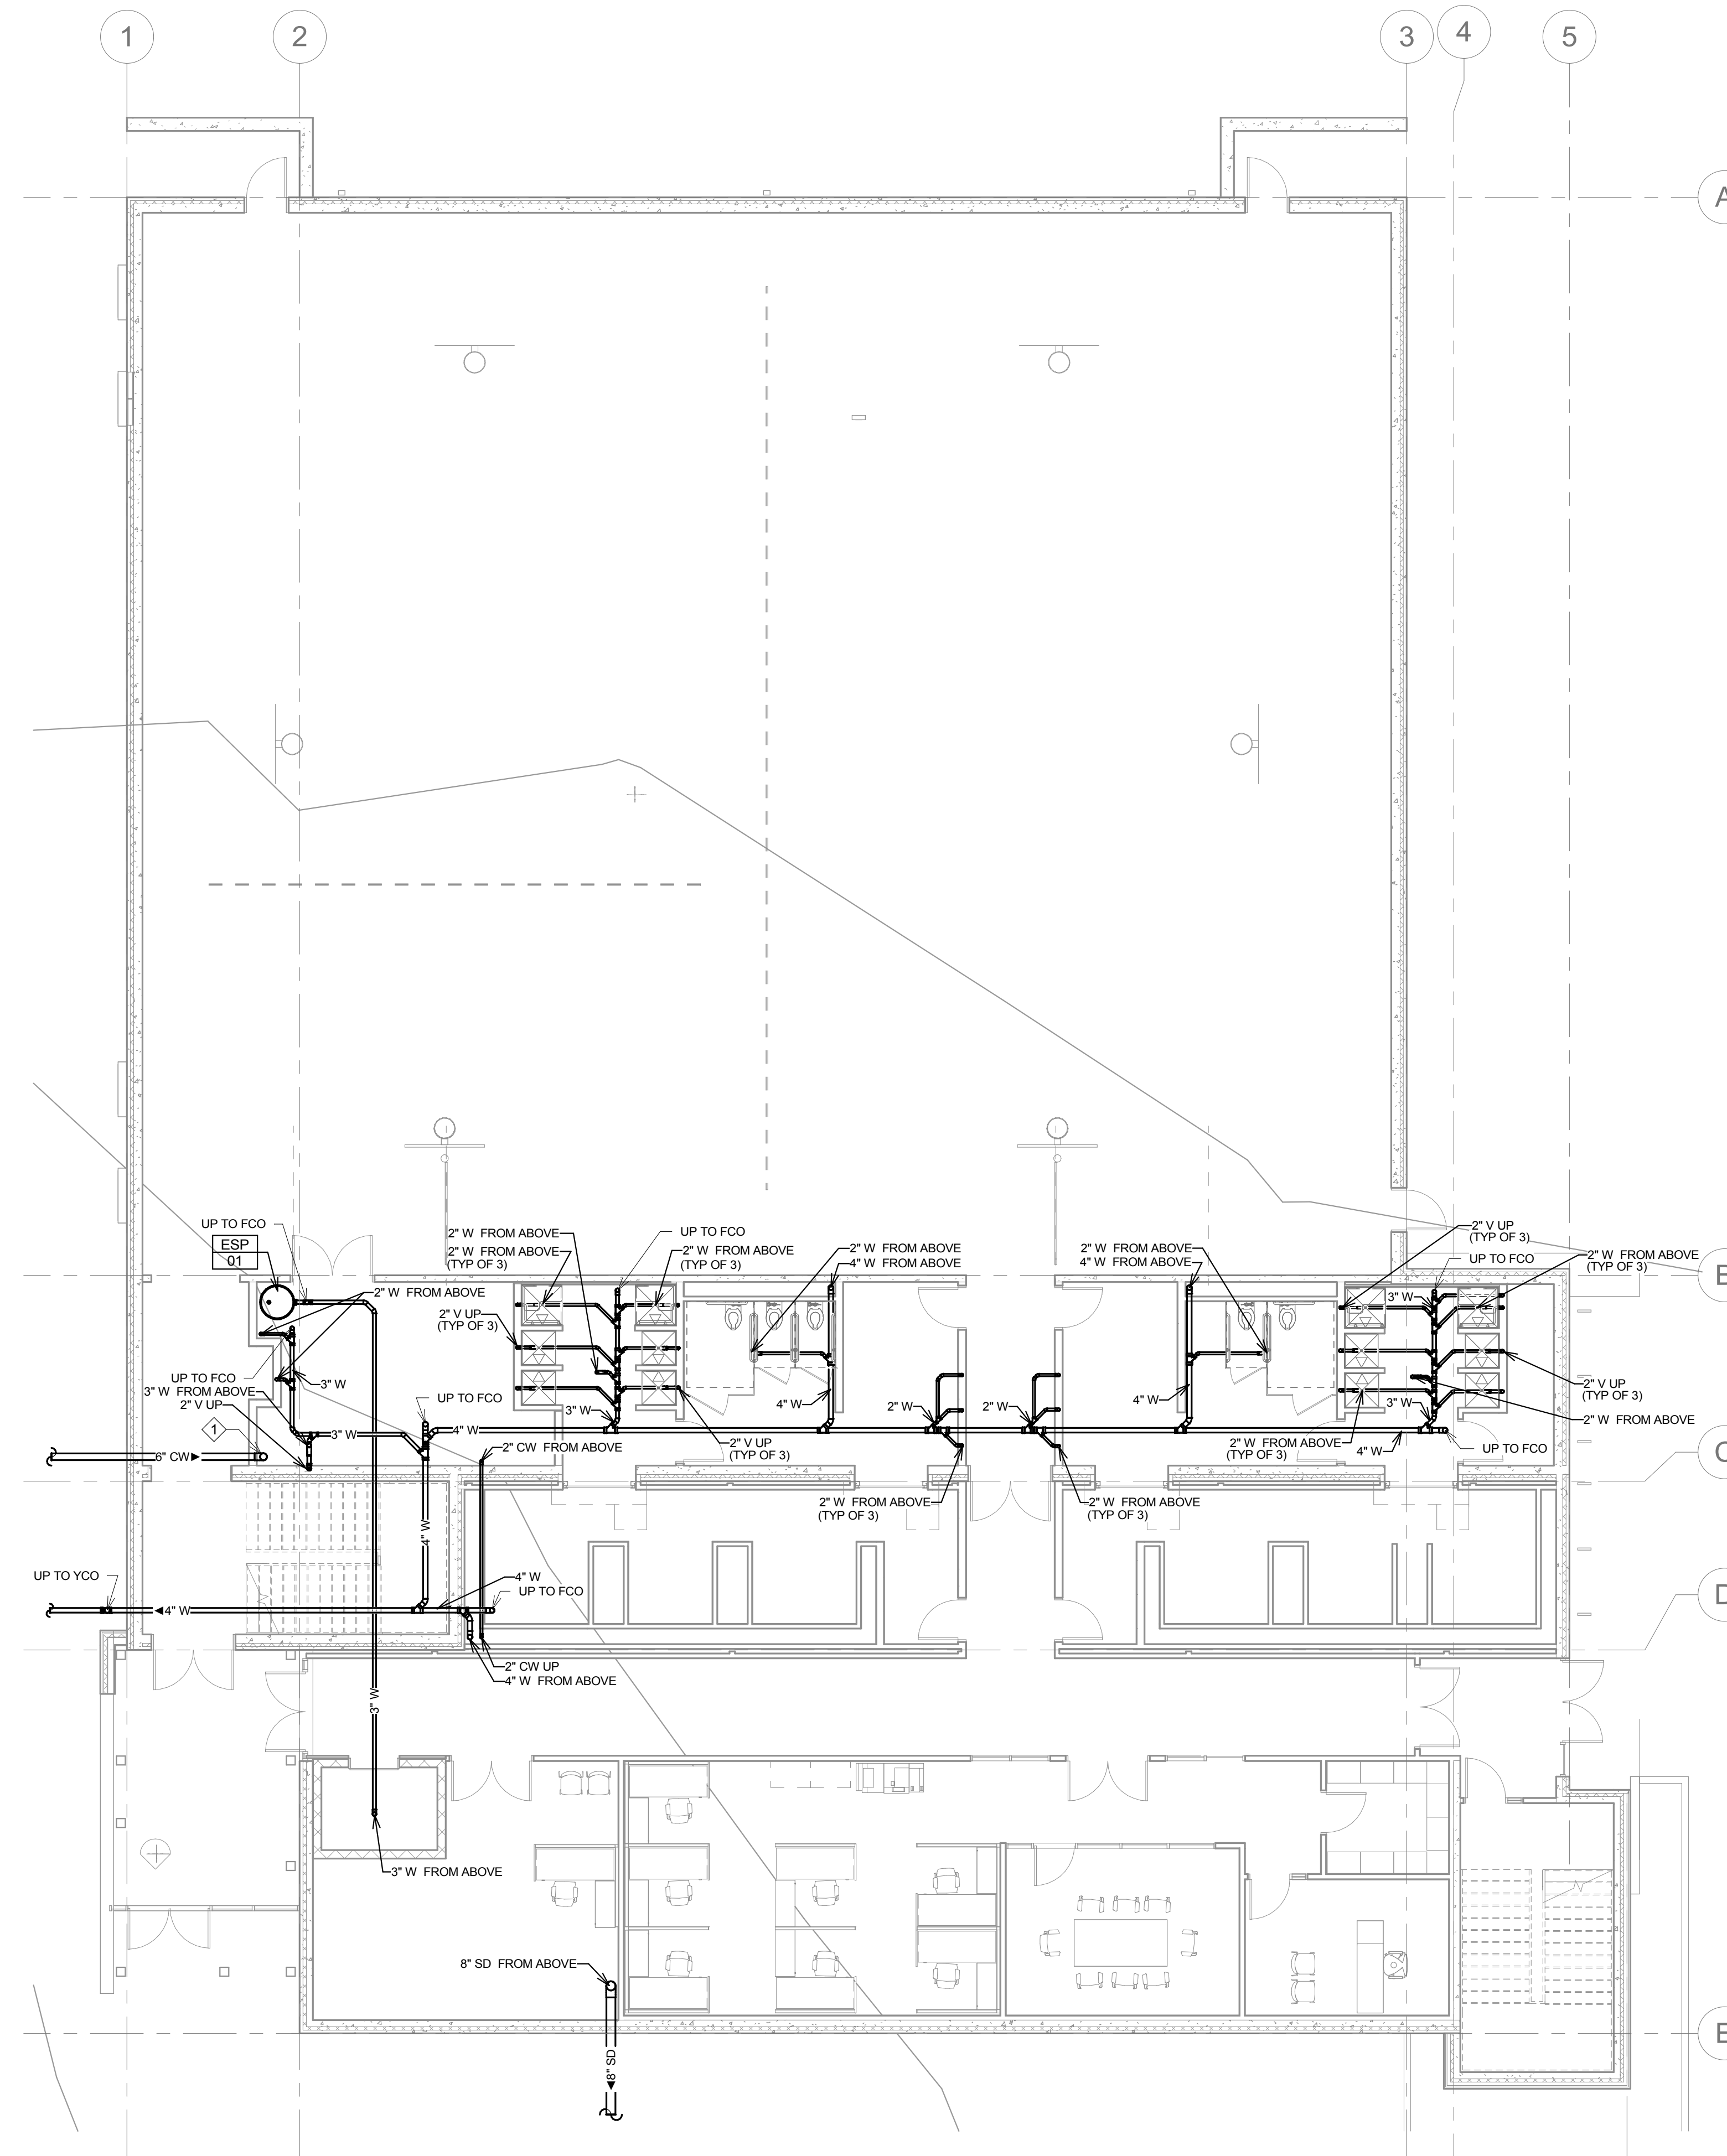 1
2
3
4
5
A
UP TO FCO
ESP
01
2" W FROM ABOVE
2" W FROM ABOVE
(TYP OF 3)
UP TO FCO
2" W FROM ABOVE
(TYP OF 3)
2" W FROM ABOVE
4" W FROM ABOVE
2" W FROM ABOVE
4" W FROM ABOVE
2" V UP
(TYP OF 3)
UP TO FCO
2" W FROM ABOVE
(TYP OF 3)
2" W FROM ABOVE
2" V UP
(TYP OF 3)
3" W
UP TO FCO
3" W
3" W FROM ABOVE
2" V UP
UP TO FCO
4" W
4" W
2" V UP
(TYP OF 3)
1
3" W
4" W
3" W
2" W
2" W
3" W
2" W FROM ABOVE
6" CW
2" CW FROM ABOVE
2" V UP
(TYP OF 3)
2" W FROM ABOVE
(TYP OF 3)
4" W
UP TO FCO
C
2" W FROM ABOVE
(TYP OF 3)
2" W FROM ABOVE
(TYP OF 3)
4" W
UP TO YCO
4" W
4" W
UP TO FCO
D
2" CW UP
4" W FROM ABOVE
3" W
3" W FROM ABOVE
8" SD FROM ABOVE
8" SD